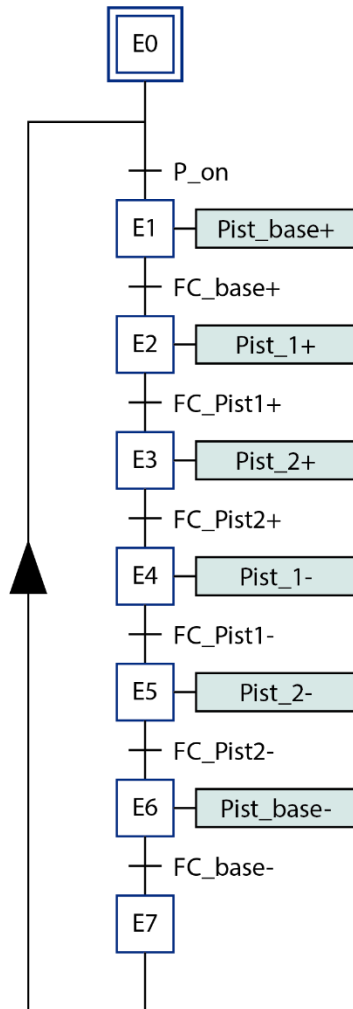 E0
P_on
E1 Pist_base+
FC_base+
E2 Pist_1+
FC_Pist1+
E3 Pist_2+
FC_Pist2+
E4 Pist_1-
FC_Pist1-
E5 Pist_2-
FC_Pist2-
E6 Pist_base-
FC_base-
E7